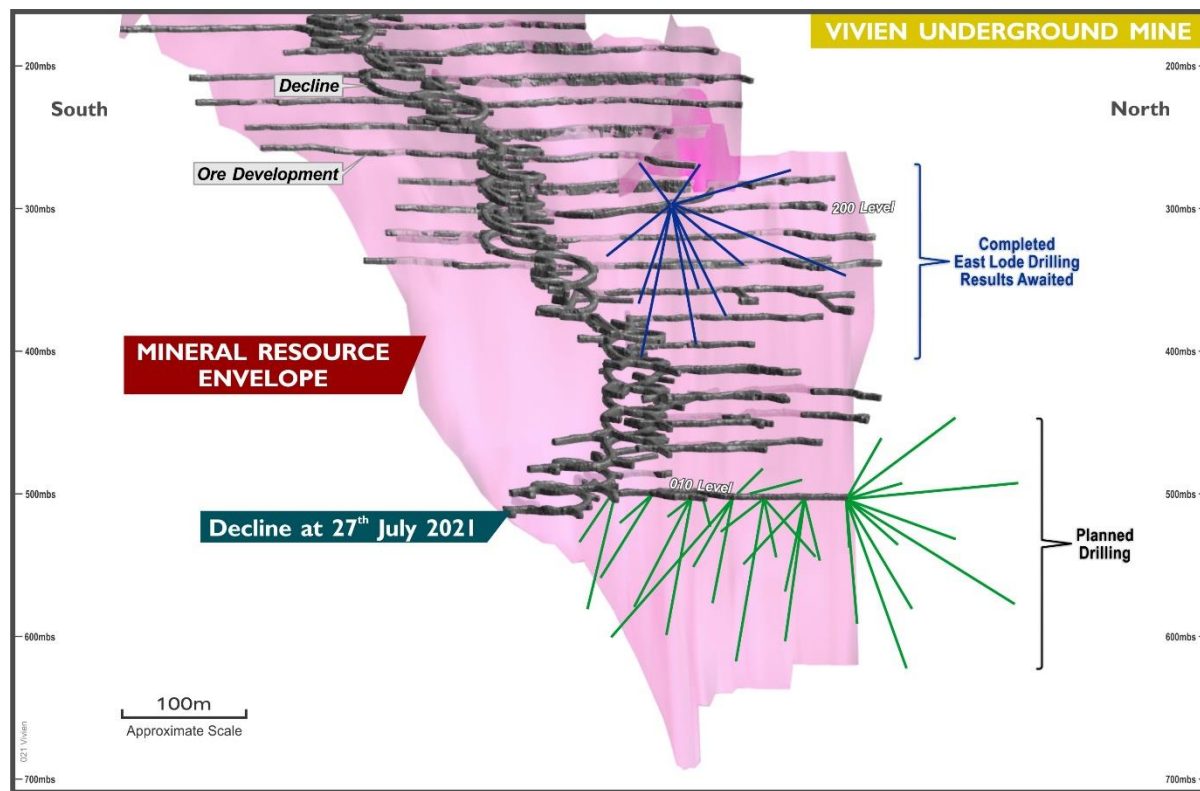 VIVIEN UNDERGROUND MINE
200mbs
200mbs
South
North
Decline
Ore Development
300mbs
300mbs
200 Level
Completed
East Lode Drilling
Results Awaited
MINERAL RESOURCE
ENVELOPE
400mbs
400mbs
010 Level
500mbs
500mbs
Decline at 27th July 2021
Planned
Drilling
600mbs
600mbs
100m
Approximate Scale
021 Vivien
700mbs
700mbs